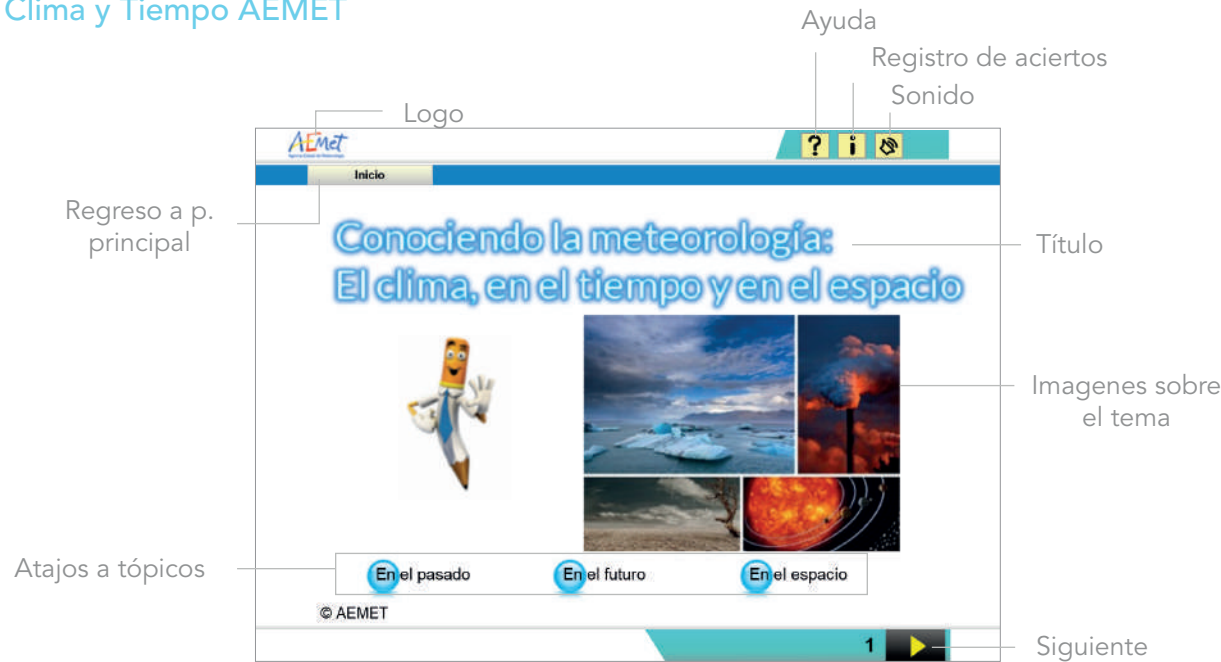 Clima y Tiempo AEMET
Ayuda
Registro de aciertos
Sonido
Logo
AEmet
? i
Inicio
Regreso a p.
principal
Conociendo la meteorología:
El clima, en el tiempo y en el espacio
Título
Imagenes sobre
el tema
Atajos a tópicos
En el pasado
En el futuro
En el espacio
© AEMET
1
Siguiente